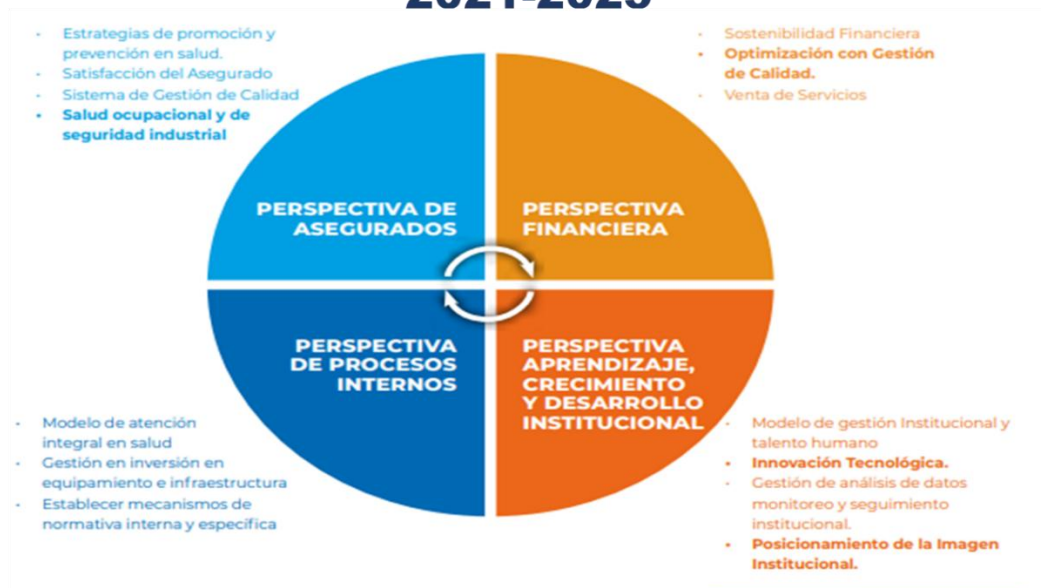 2021-2025
• Estrategias de promoción y
prevención en salud.
• Satisfacción del Asegurado
• Sistema de Gestión de Calidad
• Salud ocupacional y de
seguridad industrial
• Sostenibilidad Financiera
• Optimización con Gestión
de Calidad.
• Venta de Servicios
PERSPECTIVA DE
ASEGURADOS
PERSPECTIVA
FINANCIERA
PERSPECTIVA
DE PROCESOS
INTERNOS
PERSPECTIVA
APRENDIZAJE,
CRECIMIENTO
Y DESARROLLO
INSTITUCIONAL
• Modelo de atención
integral en salud
• Gestión en inversión en
equipamiento e infraestructura
• Establecer mecanismos de
normativa interna y específica
• Modelo de gestión Institucional y
talento humano
• Innovación Tecnológica.
• Gestión de análisis de datos
monitoreo y seguimiento
institucional.
• Posicionamiento de la Imagen
Institucional.